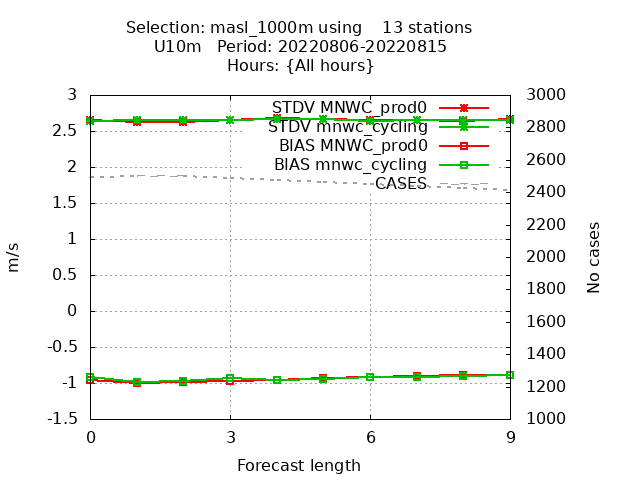 Selection: masl_1000m using    13 stations
U10m   Period: 20220806-20220815
Hours: {All hours}
STDV MNWC_prod0
STDV mnwc_cycling
BIAS MNWC_prod0
BIAS mnwc_cycling
CASES
3
2.5
2
1.5
1
0.5
0
-0.5
-1
-1.5
3000
2800
2600
2400
2200
2000
1800
1600
1400
1200
1000
m/s
No cases
0 3 6 9
Forecast length